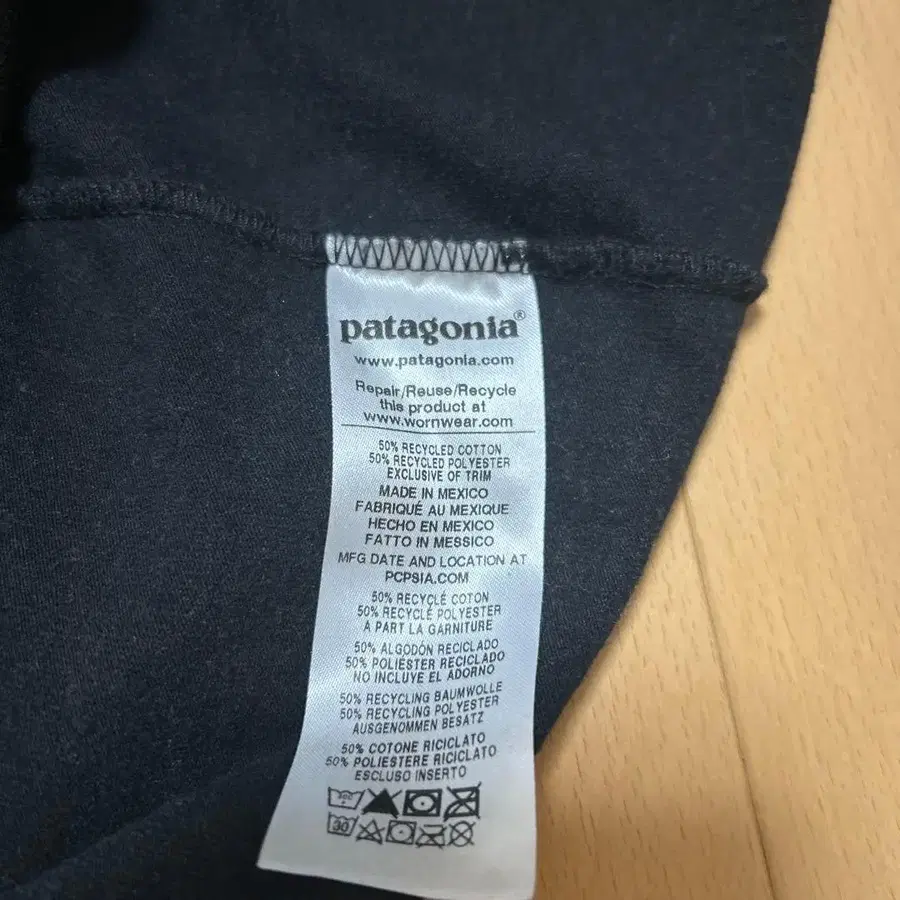 patagonia®
www.patagonia.com
Repair/Reuse/Recycle
this product at
www.wornwear.com
50% RECYCLED COTTON
50% RECYCLED POLYESTER
EXCLUSIVE OF TRIM
MADE IN MEXICO
FABRIQUÉ AU MEXIQUE
HECHO EN MEXICO
FATTO IN MESSICO
MFG DATE AND LOCATION AT
PCPSIA.COM
50% RECYCLÉ COTON
50% RECYCLÉ POLYESTER
A PART LA GARNITURE
50% ALGODÓN RECICLADO
50% POLIÉSTER RECICLADO
NO INCLUYE EL ADORNO
50% RECYCLING BAUMWOLLE
50% RECYCLING POLYESTER
AUSGENOMMEN BESATZ
50% COTONE RICICLATO
50% POLIESTERE RICICLATO
ESCLUSO INSERTO
30